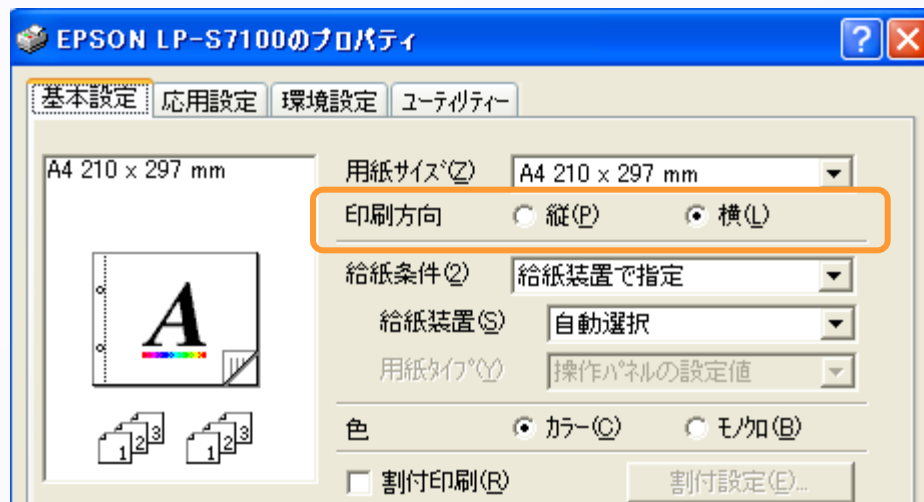 EPSON LP-S7100のプロパティ
基本設定 応用設定 環境設定 ユーティリティー
A4 210 x 297 mm
用紙サイズ(Z) A4 210 x 297 mm
印刷方向 縦(P) 横(L)
給紙条件(2) 給紙装置で指定
A
給紙装置(S) 自動選択
用紙タイプ(Y) 操作パネルの設定値
1 2 3 1 2 3
色 カラー(C) モノクロ(B)
割付印刷(R) 割付設定(E)...